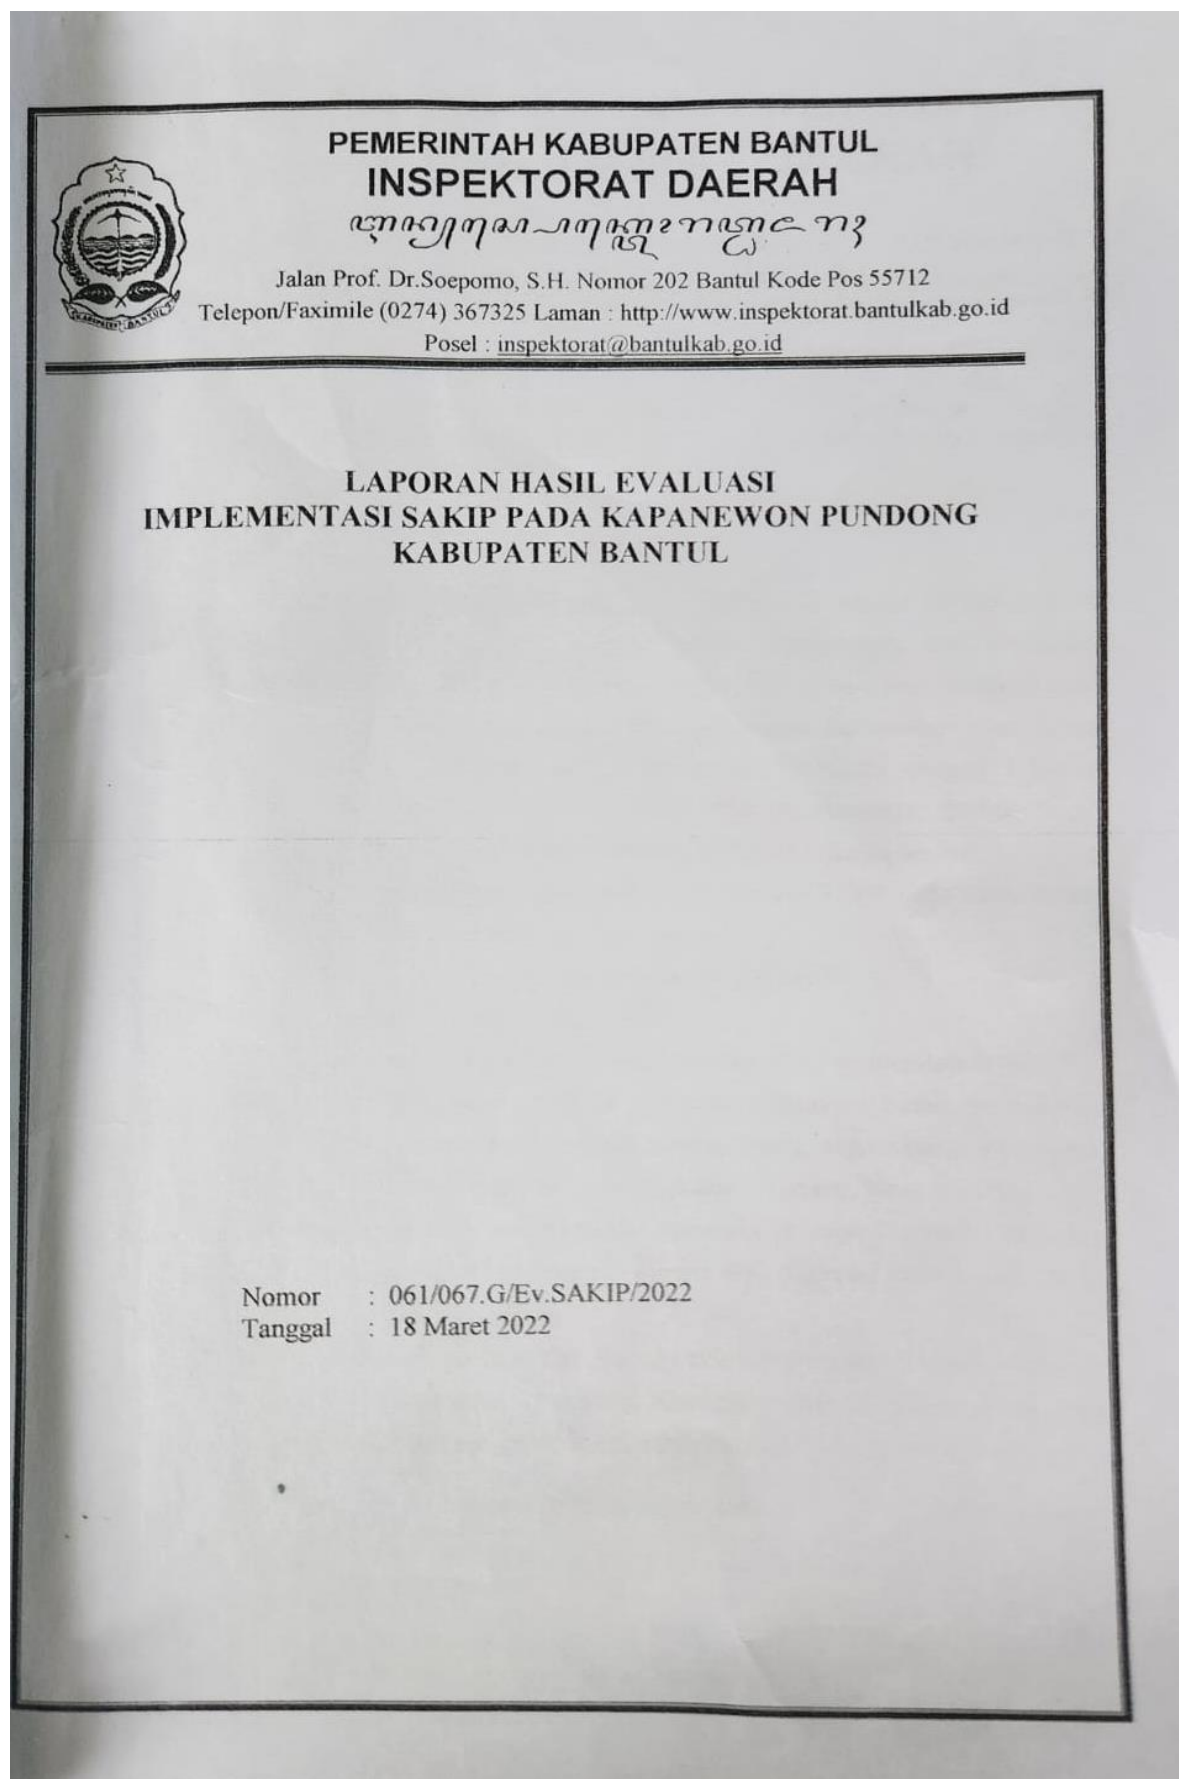 PEMERINTAH KABUPATEN BANTUL
INSPEKTORAT DAERAH
Jalan Prof. Dr.Soepomo, S.H. Nomor 202 Bantul Kode Pos 55712
Telepon/Faximile (0274) 367325 Laman : http://www.inspektorat.bantulkab.go.id
Posel : inspektorat@bantulkab.go.id
LAPORAN HASIL EVALUASI
IMPLEMENTASI SAKIP PADA KAPANEWON PUNDONG
KABUPATEN BANTUL
Nomor : 061/067.G/Ev.SAKIP/2022
Tanggal : 18 Maret 2022